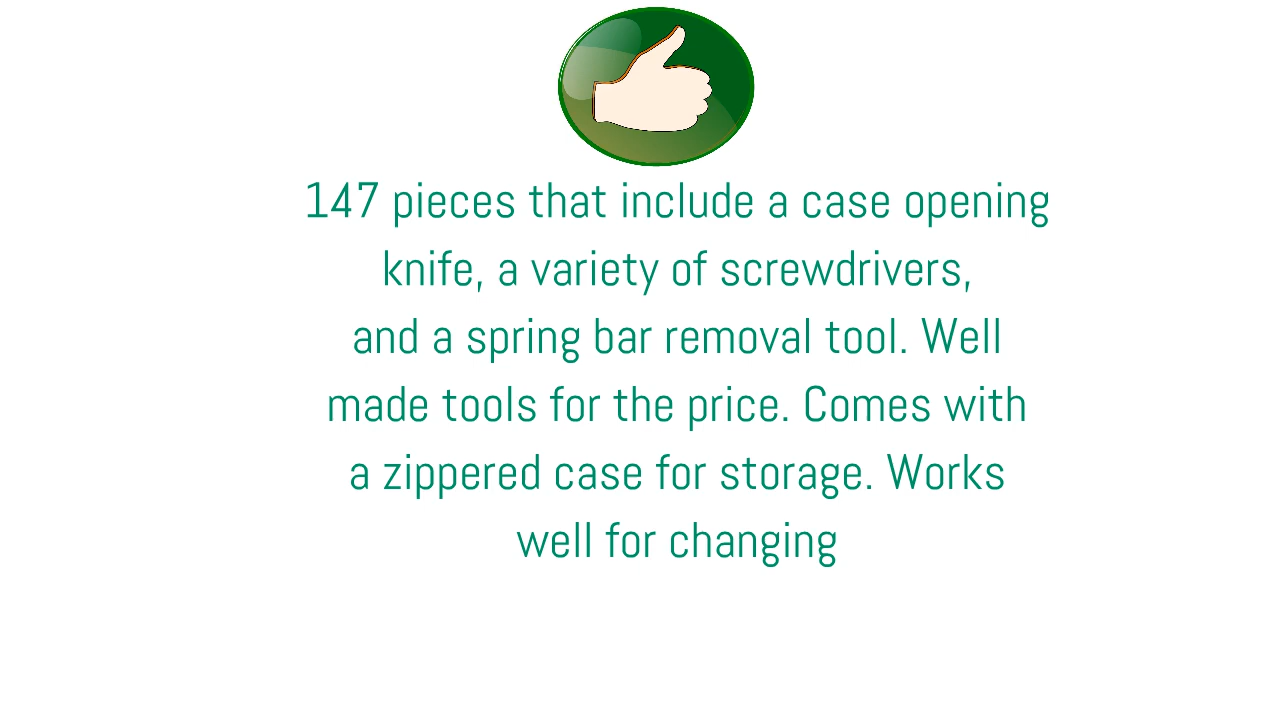 147 pieces that include a case opening
knife, a variety of screwdrivers,
and a spring bar removal tool. Well
made tools for the price. Comes with
a zippered case for storage. Works
well for changing